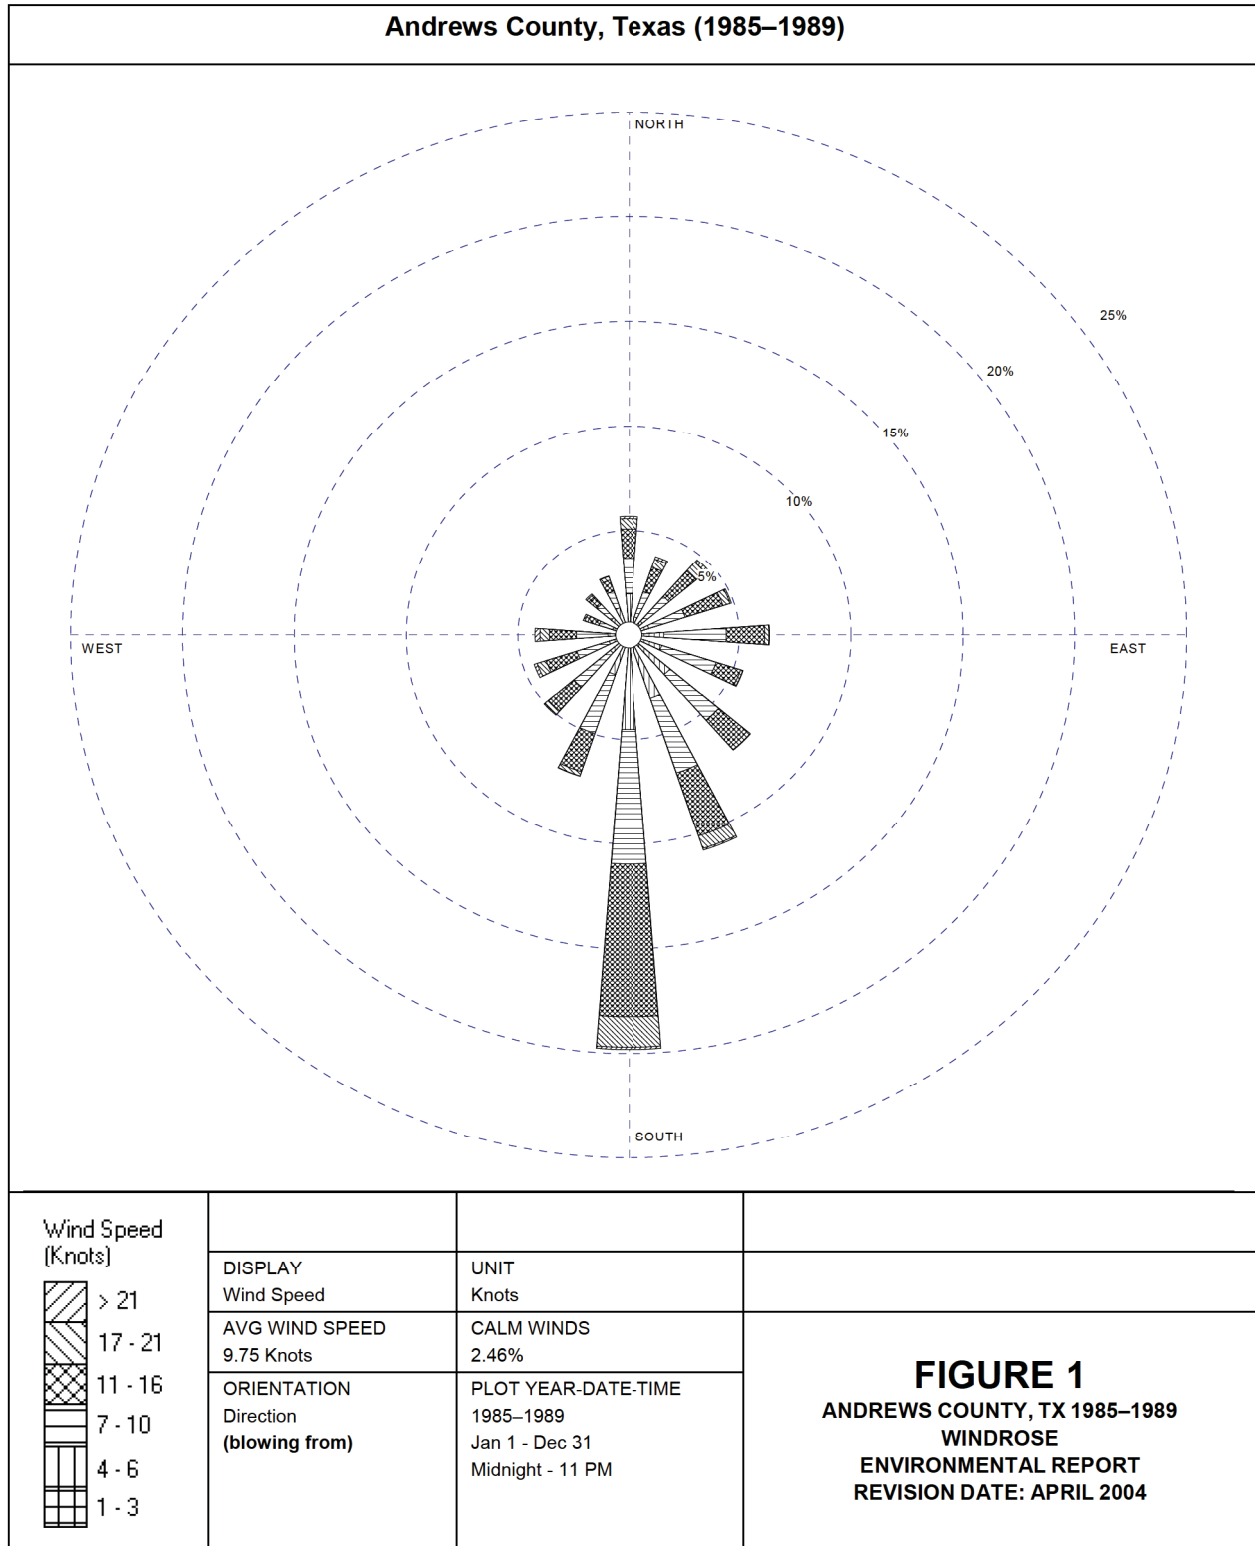 Andrews County, Texas (1985–1989)
NORTH
25%
20%
15%
10%
5%
WEST
EAST
SOUTH
Wind Speed
(Knots)
> 21
17 - 21
11 - 16
7 - 10
4 - 6
1 - 3
DISPLAY
Wind Speed
UNIT
Knots
AVG WIND SPEED
9.75 Knots
CALM WINDS
2.46%
ORIENTATION
Direction
(blowing from)
PLOT YEAR-DATE-TIME
1985–1989
Jan 1 - Dec 31
Midnight - 11 PM
FIGURE 1
ANDREWS COUNTY, TX 1985–1989
WINDROSE
ENVIRONMENTAL REPORT
REVISION DATE: APRIL 2004